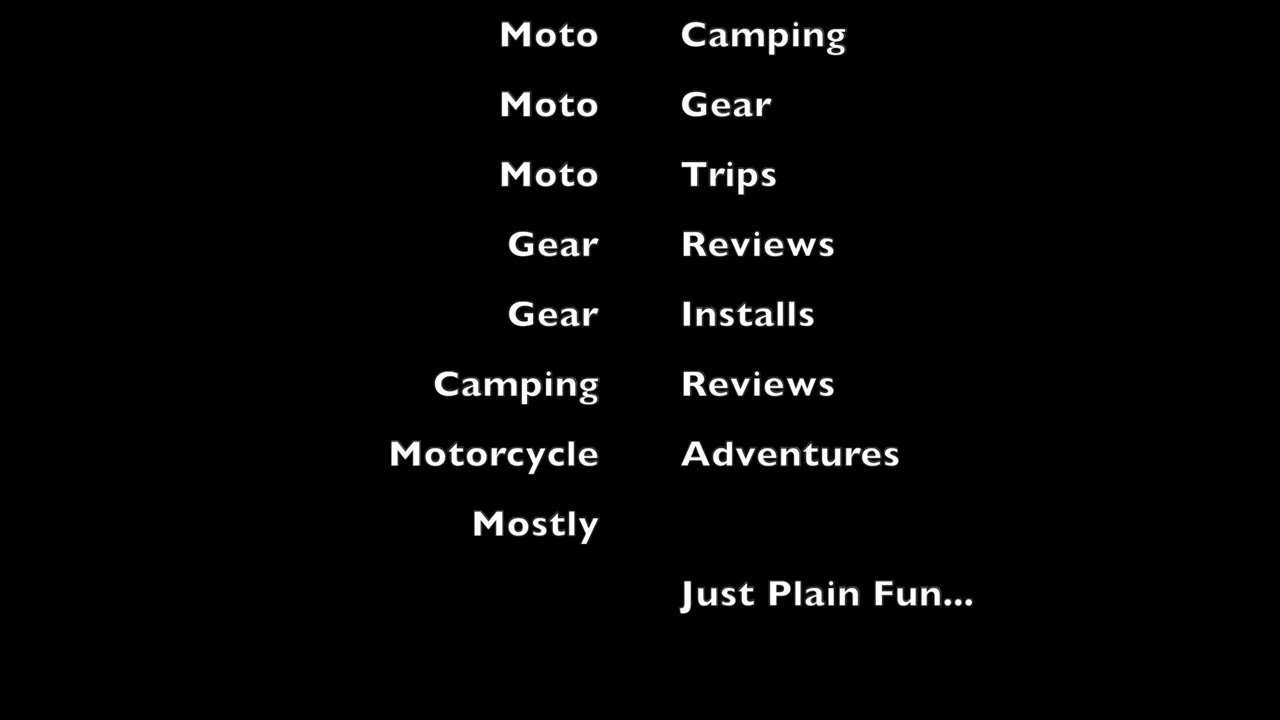 Moto Camping
Moto Gear
Moto Trips
Gear Reviews
Gear Installs
Camping Reviews
Motorcycle Adventures
Mostly
Just Plain Fun...